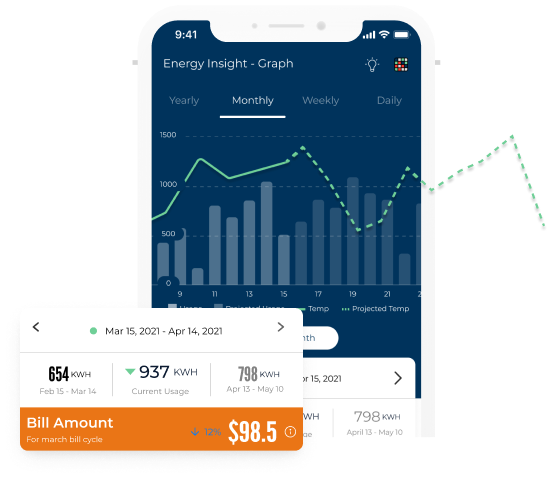 9:41
Energy Insight - Graph
Yearly Monthly Weekly Daily
1500
1000
500
0
9 11 13 15 17 19 21
Usage Projected Usage Temp Projected Temp
Mar 15, 2021 - Apr 14, 2021
654 KWH
Feb 15 - Mar 14
937 KWH
Current Usage
798 KWH
Apr 13 - May 10
Bill Amount
For march bill cycle
12%
$98.5
15, 2021
798 KWH
April 13 - May 10